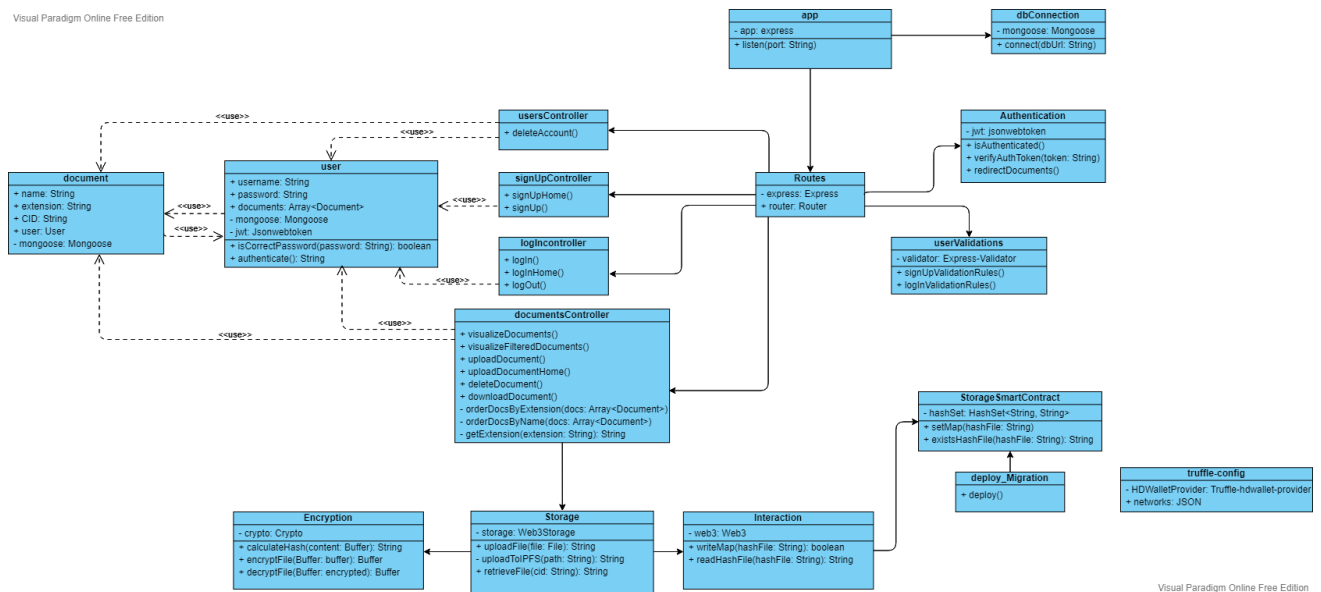 Visual Paradigm Online Free Edition
app
- app: express
+ listen(port: String)
dbConnection
- mongoose: Mongoose
+ connect(dbUrl: String)
<<use>>
<<use>>
usersController
+ deleteAccount()
Authentication
- jwt: jsonwebtoken
+ isAuthenticated()
+ verifyAuthToken(token: String)
+ redirectDocuments()
document
+ name: String
+ extension: String
+ CID: String
+ user: User
- mongoose: Mongoose
<<use>>
<<use>>
user
+ username: String
+ password: String
+ documents: Array<Document>
- mongoose: Mongoose
- jwt: Jsonwebtoken
+ isCorrectPassword(password: String): boolean
+ authenticate(): String
<<use>>
signUpController
+ signUpHome()
+ signUp()
Routes
- express: Express
+ router: Router
<<use>>
logIncontroller
+ logIn()
+ logInHome()
+ logOut()
userValidations
- validator: Express-Validator
+ signUpValidationRules()
+ logInValidationRules()
<<use>>
<<use>>
documentsController
+ visualizeDocuments()
+ visualizeFilteredDocuments()
+ uploadDocument()
+ uploadDocumentHome()
+ deleteDocument()
+ downloadDocument()
- orderDocsByExtension(docs: Array<Document>)
- orderDocsByName(docs: Array<Document>)
- getExtension(extension: String): String
StorageSmartContract
- hashSet: HashSet<String, String>
+ setMap(hashFile: String)
+ existsHashFile(hashFile: String): String
deploy_Migration
+ deploy()
truffle-config
- HDWalletProvider: Truffle-hdwallet-provider
+ networks: JSON
Encryption
- crypto: Crypto
+ calculateHash(content: Buffer): String
+ encryptFile(Buffer: buffer): Buffer
+ decryptFile(Buffer: encrypted): Buffer
Storage
- storage: Web3Storage
+ uploadFile(file: File): String
- uploadToIPFS(path: String): String
+ retrieveFile(cid: String): String
Interaction
- web3: Web3
+ writeMap(hashFile: String): boolean
+ readHashFile(hashFile: String): String
Visual Paradigm Online Free Edition